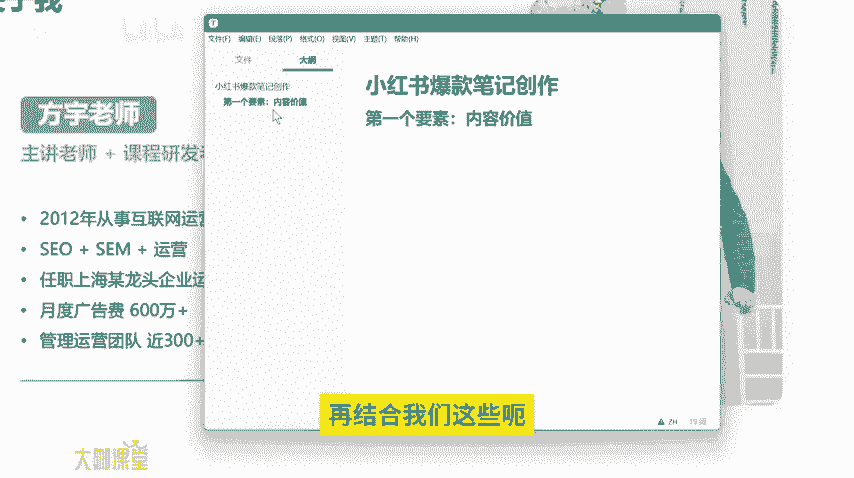 文件(F) 编辑(E) 段落(P) 格式(O) 视图(V) 主题(T) 帮助(H)
文件 大纲
小红书爆款笔记创作
第一个要素：内容价值
小红书爆款笔记创作
第一个要素：内容价值
于我
方宇老师
主讲老师 + 课程研发
• 2012年从事互联网运营
• SEO + SEM + 运营
• 任职上海某龙头企业运
• 月度广告费 600万+
• 管理运营团队 近300+
再结合我们这些呃
ZH 19 词
大鹏课堂